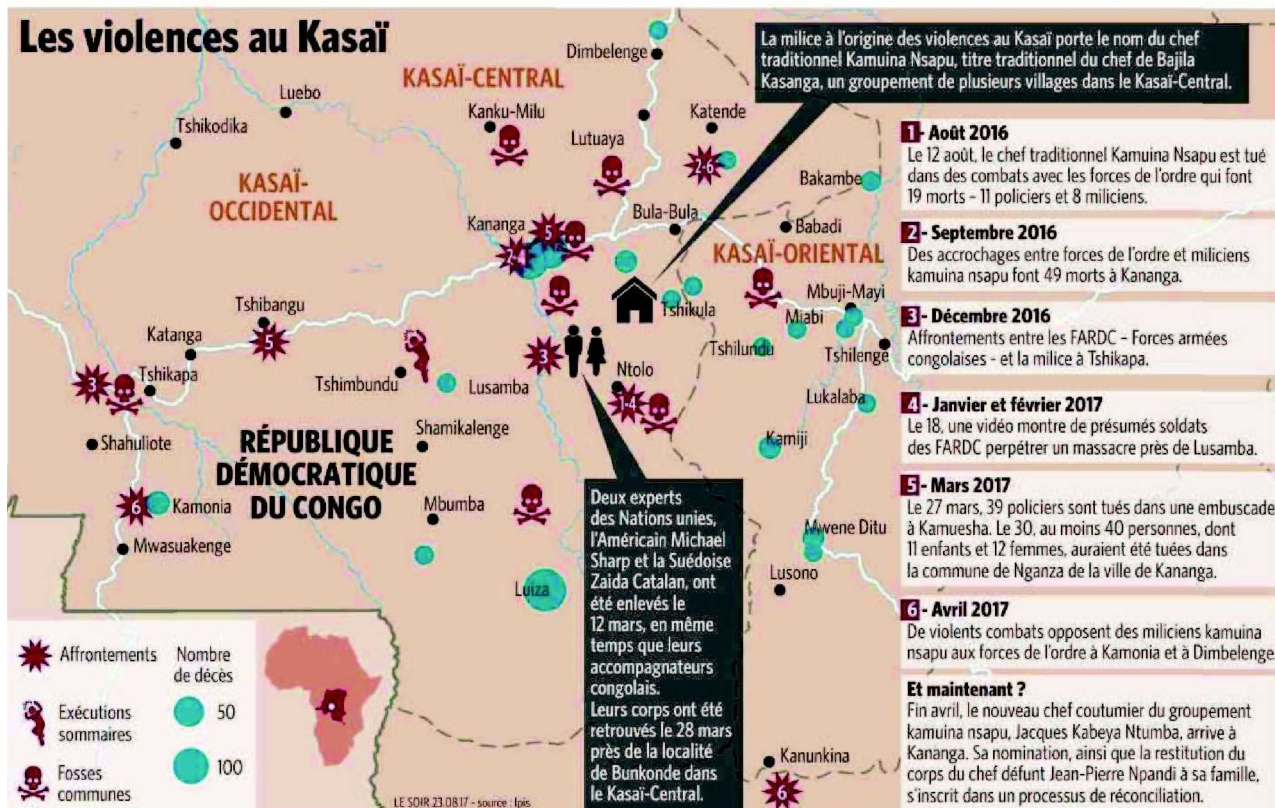 Les violences au Kasaï
La milice à l'origine des violences au Kasaï porte le nom du chef
traditionnel Kamuina Nsapu, titre traditionnel du chef de Bajila
Kasanga, un groupement de plusieurs villages dans le Kasaï-Central.
Dimbelenge
KASAÏ-CENTRAL
Luebo
Kanku-Milu
Katende
Tshikodika
Lutuaya
2-6
KASAÏ-
OCCIDENTAL
Bakambe
Kananga
5
Bula-Bula
Babadi
2-4
KASAÏ-ORIENTAL
Tshibangu
Tshikula
Mbuji-Mayi
Miabi
Katanga
5
3
Tshilundu
Tshilenge
3
Tshikapa
Tshimbundu
Lusamba
Ntolo
1-4
Lukalaba
Shahuliote
RÉPUBLIQUE
DÉMOCRATIQUE
DU CONGO
Shamikalenge
Kamiji
6
Kamonia
Mbumba
Mwasuakenge
Mwene Ditu
Luiza
Lusono
Kanunkina
6
Deux experts
des Nations unies,
l'Américain Michael
Sharp et la Suédoise
Zaida Catalan, ont
été enlevés le
12 mars, en même
temps que leurs
accompagnateurs
congolais.
Leurs corps ont été
retrouvés le 28 mars
près de la localité
de Bunkonde dans
le Kasaï-Central.
1- Août 2016
Le 12 août, le chef traditionnel Kamuina Nsapu est tué
dans des combats avec les forces de l'ordre qui font
19 morts - 11 policiers et 8 miliciens.
2- Septembre 2016
Des accrochages entre forces de l'ordre et miliciens
kamuina nsapu font 49 morts à Kananga.
3- Décembre 2016
Affrontements entre les FARDC - Forces armées
congolaises - et la milice à Tshikapa.
4- Janvier et février 2017
Le 18, une vidéo montre de présumés soldats
des FARDC perpétrer un massacre près de Lusamba.
5- Mars 2017
Le 27 mars, 39 policiers sont tués dans une embuscade
à Kamuesha. Le 30, au moins 40 personnes, dont
11 enfants et 12 femmes, auraient été tuées dans
la commune de Nganza de la ville de Kananga.
6- Avril 2017
De violents combats opposent des miliciens kamuina
nsapu aux forces de l'ordre à Kamonia et à Dimbelenge
Et maintenant ?
Fin avril, le nouveau chef coutumier du groupement
kamuina nsapu, Jacques Kabeya Ntumba, arrive à
Kananga. Sa nomination, ainsi que la restitution du
corps du chef défunt Jean-Pierre Npandi à sa famille,
s'inscrit dans un processus de réconciliation.
Affrontements
Exécutions
sommaires
Fosses
communes
Nombre
de décès
50
100
LE SOIR 23.08.17 - source : Ipis